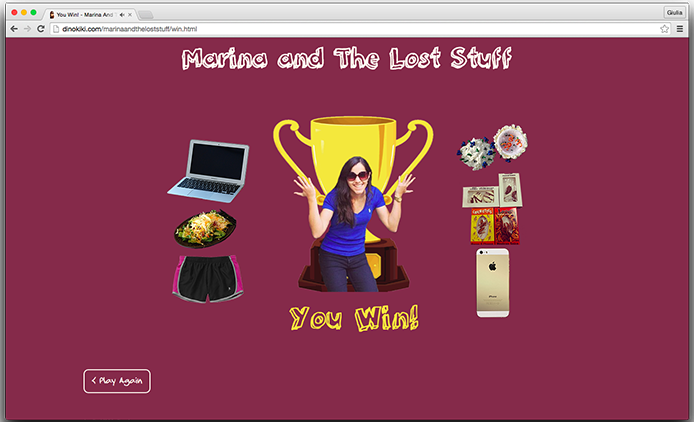 You Win! - Marina And
Giulia
dinokiki.com/marinaandtheloststuff/win.html
Marina and The Lost Stuff
You Win!
< Play Again